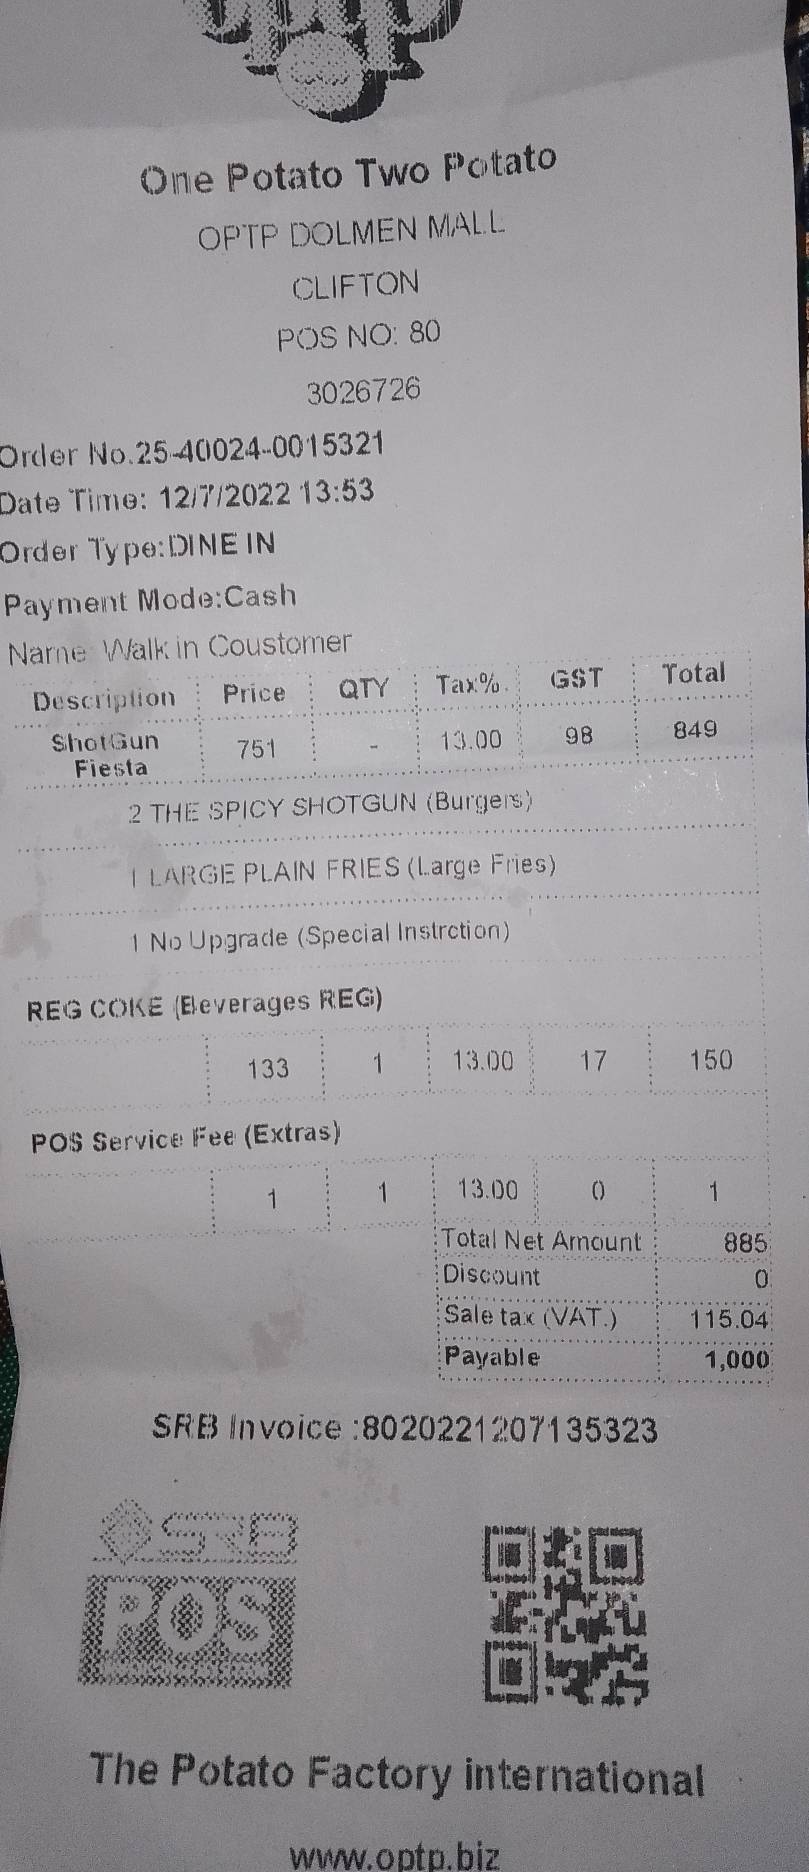 optp
One Potato Two Potato
OPTP DOLMEN MALL
CLIFTON
POS NO: 80
3026726
Order No.25-40024-0015321
Date Time: 12/7/2022 13:53
Order Type:DINE IN
Payment Mode:Cash
Name Walk in Coustomer
Description Price QTY Tax% GST Total
ShotGun Fiesta 751 - 13.00 98 849
2 THE SPICY SHOTGUN (Burgers)
1 LARGE PLAIN FRIES (Large Fries)
1 No Upgrade (Special Instrction)
REG COKE (Beverages REG)
133 1 13.00 17 150
POS Service Fee (Extras)
1 1 13.00 0 1
Total Net Amount 885
Discount 0
Sale tax (VAT.) 115.04
Payable 1,000
SRB Invoice :8020221207135323
SRB
POS
The Potato Factory international
www.optp.biz